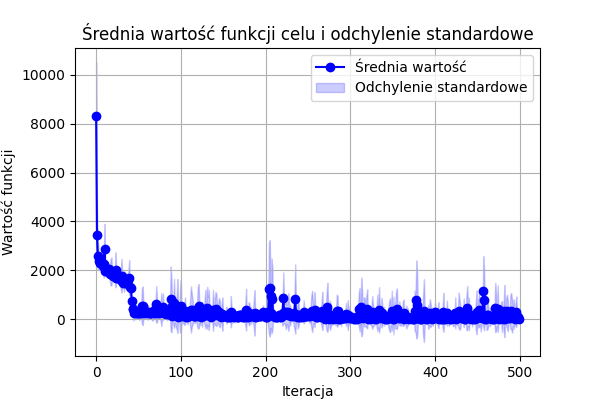 Średnia wartość funkcji celu i odchylenie standardowe
Średnia wartość
Odchylenie standardowe
Wartość funkcji
10000
8000
6000
4000
2000
0
0 100 200 300 400 500
Iteracja